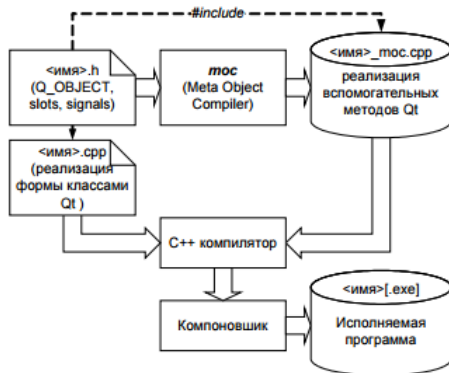 #include
<имя>.h
(Q_OBJECT,
slots, signals)
moc
(Meta Object
Compiler)
<имя>_moc.cpp
реализация
вспомогательных
методов Qt
<имя>.cpp
(реализация
формы классами
Qt )
C++ компилятор
Компоновшик
<имя>[.exe]
Исполняемая
программа